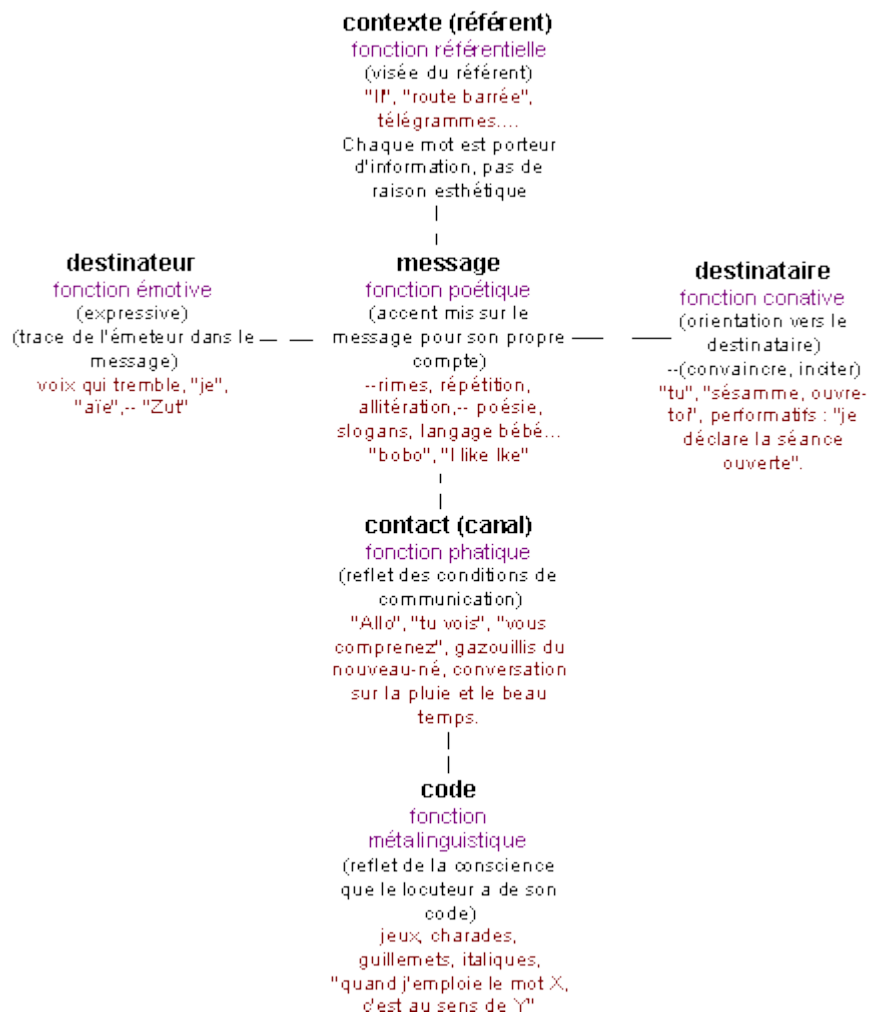 contexte (référent)
fonction référentielle
(visée du référent)
"Il", "route barrée",
télégrammes....
Chaque mot est porteur
d'information, pas de
raison esthétique
destinateur
fonction émotive
(expressive)
(trace de l'émeteur dans le
message)
voix qui tremble, "je",
"aïe",-- "Zut"
message
fonction poétique
(accent mis sur le
message pour son propre
compte)
--rimes, répétition,
allitération,-- poésie,
slogans, langage bébé...
"bobo", "I like Ike"
destinataire
fonction conative
(orientation vers le
destinataire)
--(convaincre, inciter)
"tu", "sésamme, ouvre-
toi", performatifs : "je
déclare la séance
ouverte".
contact (canal)
fonction phatique
(reflet des conditions de
communication)
"Allo", "tu vois", "vous
comprenez", gazouillis du
nouveau-né, conversation
sur la pluie et le beau
temps.
code
fonction
métalinguistique
(reflet de la conscience
que le locuteur a de son
code)
jeux, charades,
guillemets, italiques,
"quand j'emploie le mot X,
c'est au sens de Y"